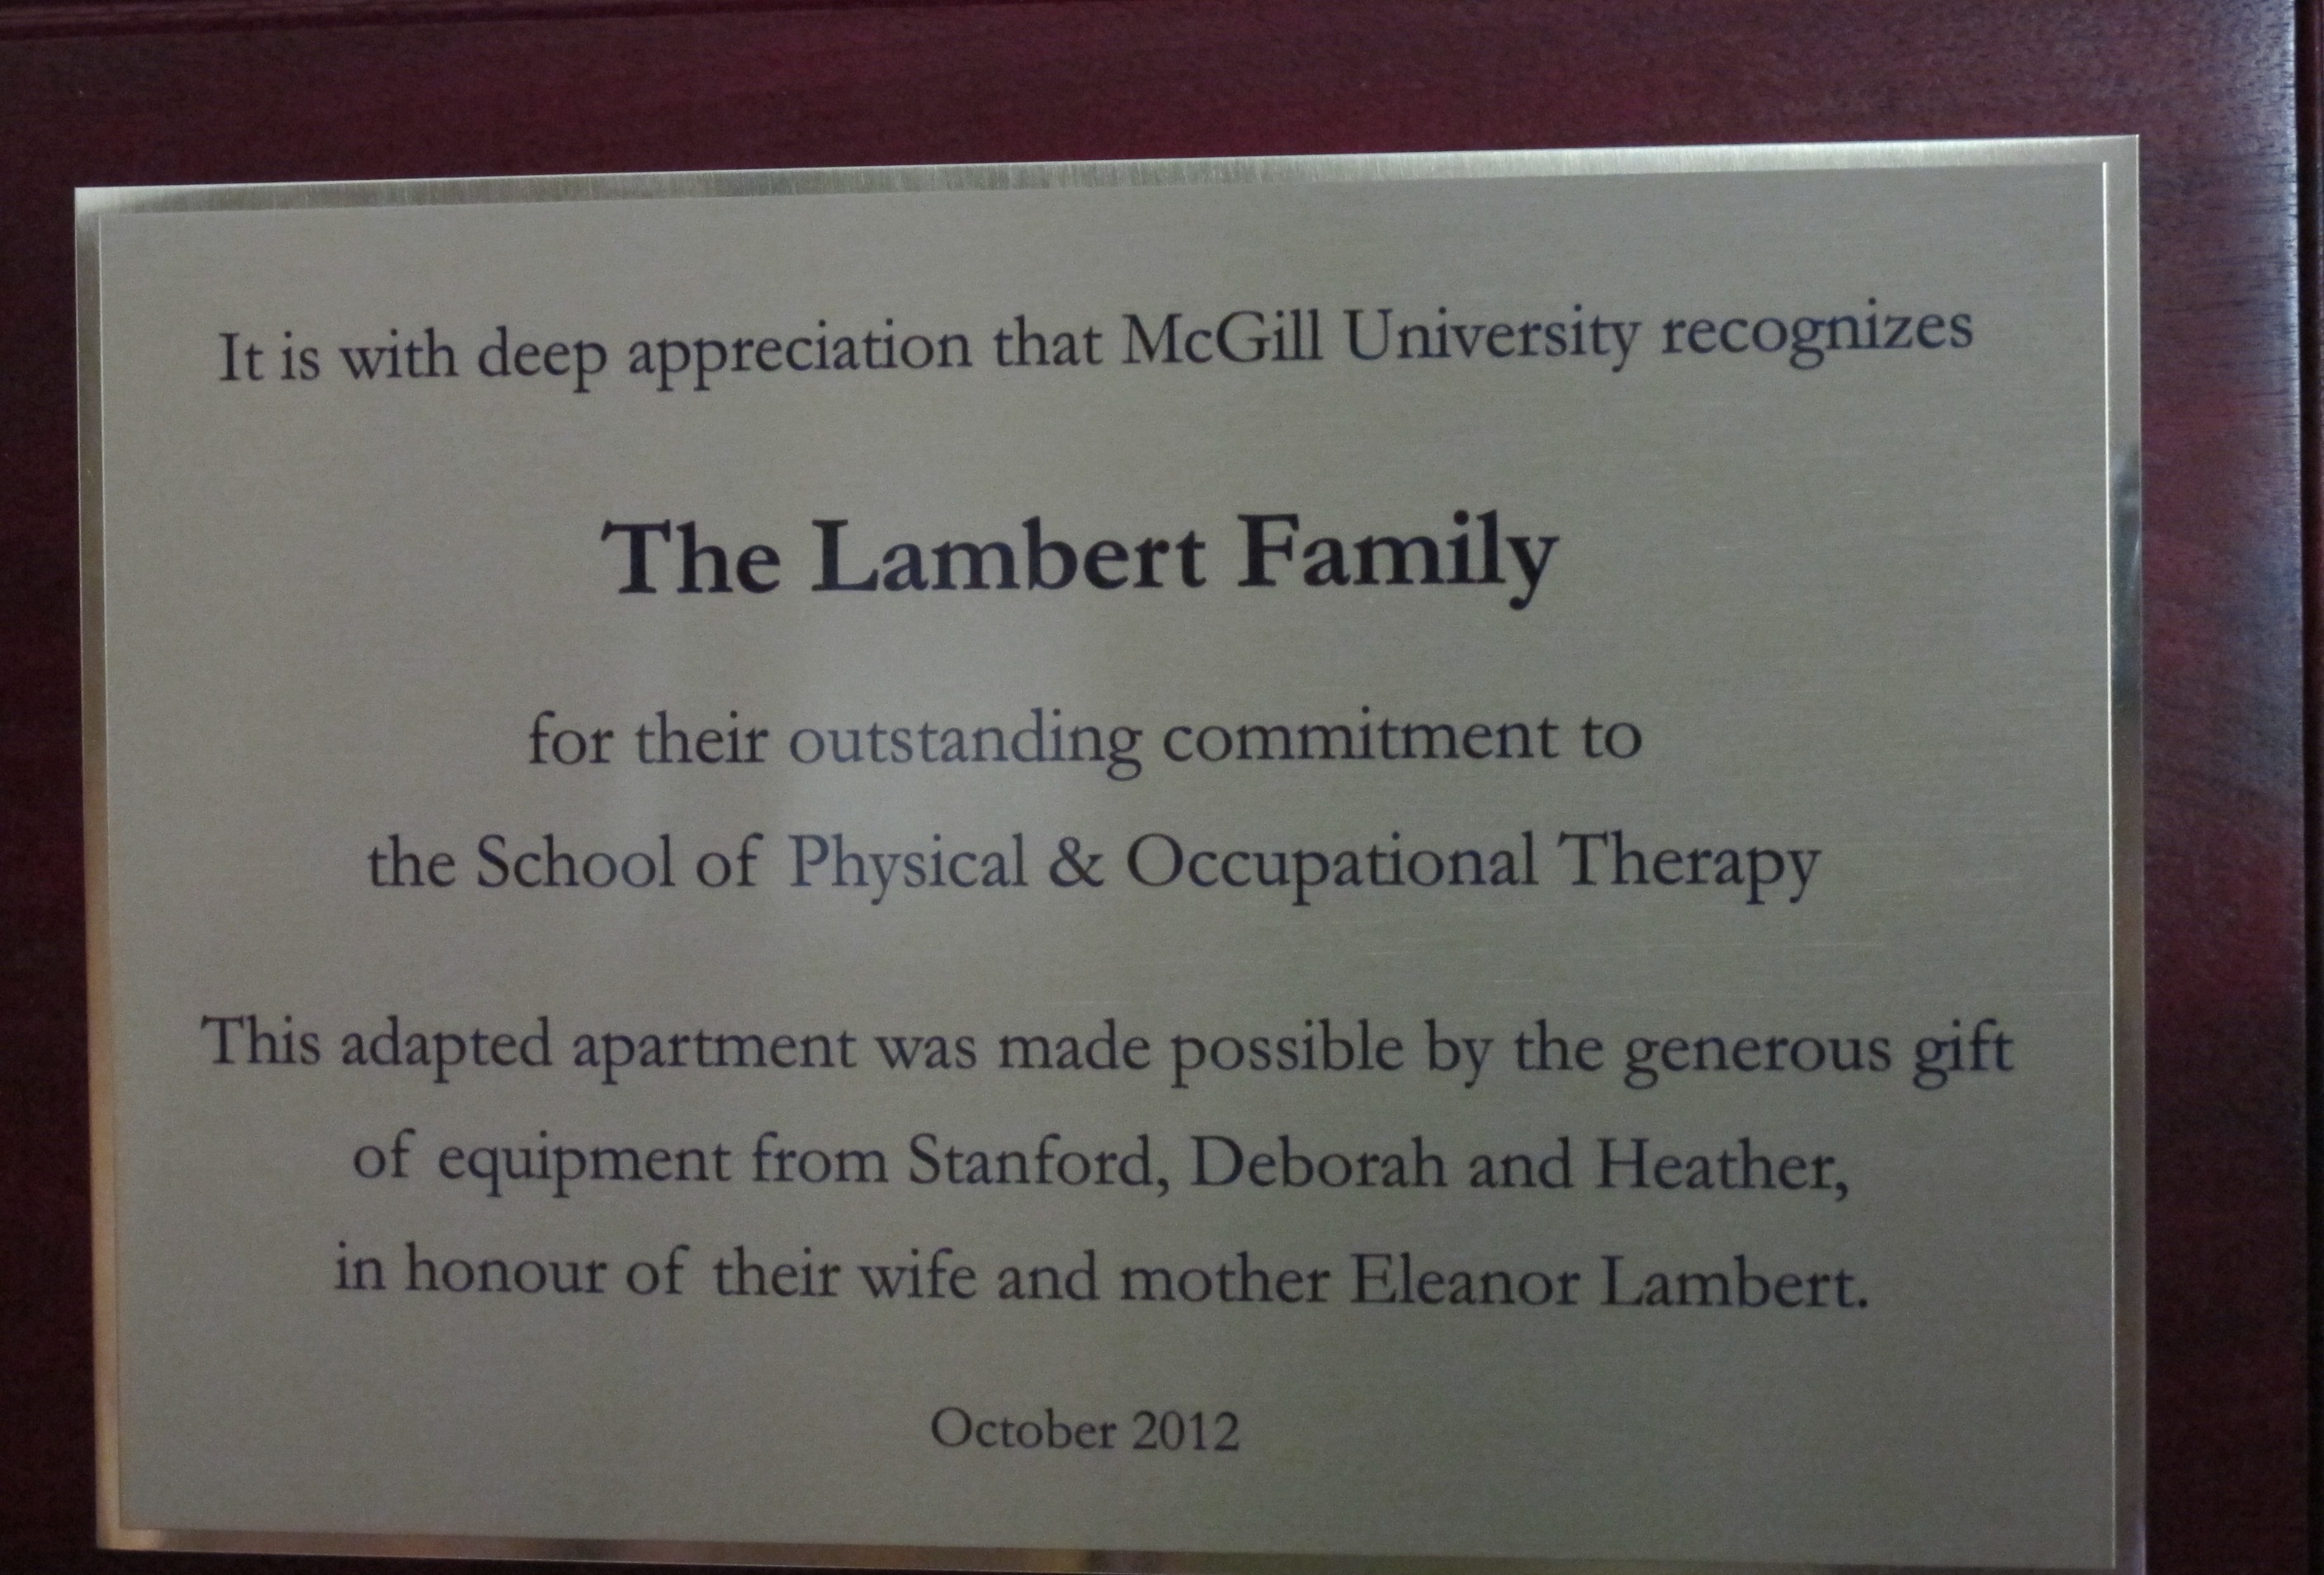 It is with deep appreciation that McGill University recognizes
The Lambert Family
for their outstanding commitment to
the School of Physical & Occupational Therapy
This adapted apartment was made possible by the generous gift
of equipment from Stanford, Deborah and Heather,
in honour of their wife and mother Eleanor Lambert.
October 2012